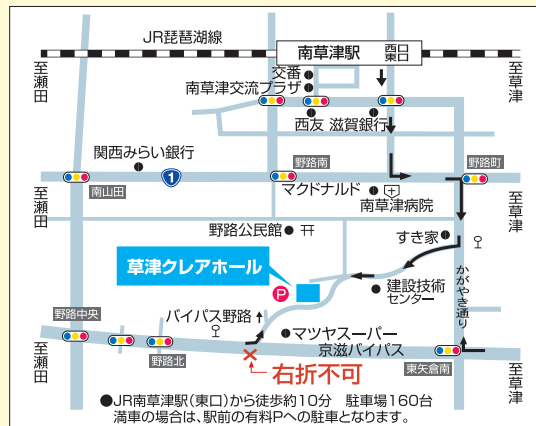 JR琵琶湖線
南草津駅
西口
東口
至瀬田
至草津
交番
南草津交流プラザ
西友
滋賀銀行
関西みらい銀行
野路南
野路町
1
南山田
マクドナルド
南草津病院
至瀬田
至草津
野路公民館
すき家
草津クレアホール
P
建設技術
センター
かがやき通り
野路中央
バイパス野路
マツヤスーパー
京滋バイパス
野路北
東矢倉南
至瀬田
至草津
右折不可
●JR南草津駅(東口)から徒歩約10分 駐車場160台
満車の場合は、駅前の有料Pへの駐車となります。